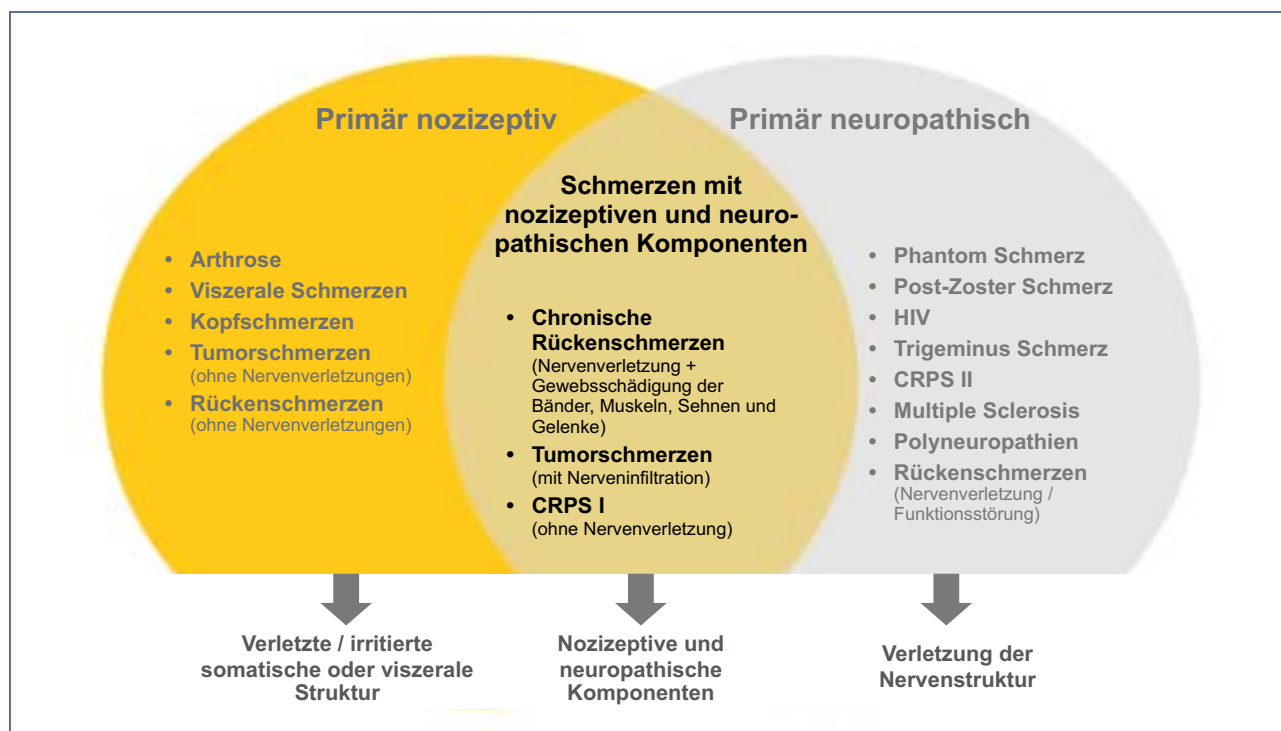 Primär nozizeptiv
Primär neuropathisch
• Arthrose
• Viszerale Schmerzen
• Kopfschmerzen
• Tumorschmerzen
(ohne Nervenverletzungen)
• Rückenschmerzen
(ohne Nervenverletzungen)
Schmerzen mit
nozizeptiven und neuro-
pathischen Komponenten
• Chronische
Rückenschmerzen
(Nervenverletzung +
Gewebsschädigung der
Bänder, Muskeln, Sehnen und
Gelenke)
• Tumorschmerzen
(mit Nerveninfiltration)
• CRPS I
(ohne Nervenverletzung)
• Phantom Schmerz
• Post-Zoster Schmerz
• HIV
• Trigeminus Schmerz
• CRPS II
• Multiple Sclerosis
• Polyneuropathien
• Rückenschmerzen
(Nervenverletzung /
Funktionsstörung)
Verletzte / irritierte
somatische oder viszerale
Struktur
Nozizeptive und
neuropathische
Komponenten
Verletzung der
Nervenstruktur